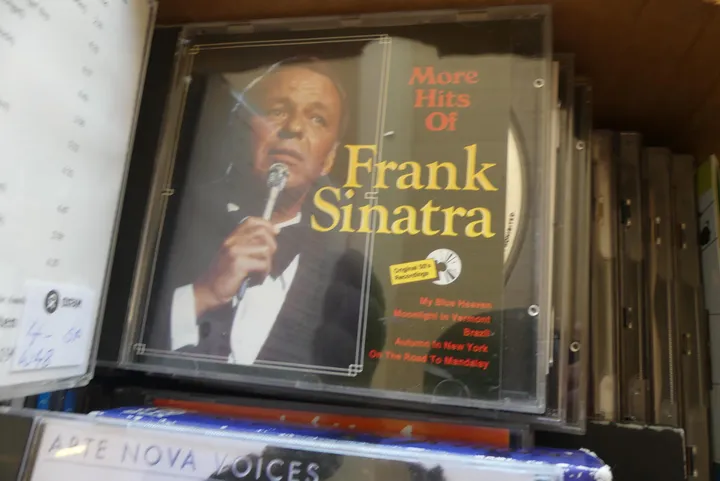 More
Hits
Of
Frank
Sinatra
Original 50's
Recordings
My Blue Heaven
Moonlight In Vermont
Brazil
Autumn In New York
On The Road To Mandalay
OXFAM
ARTE NOVA VOICES